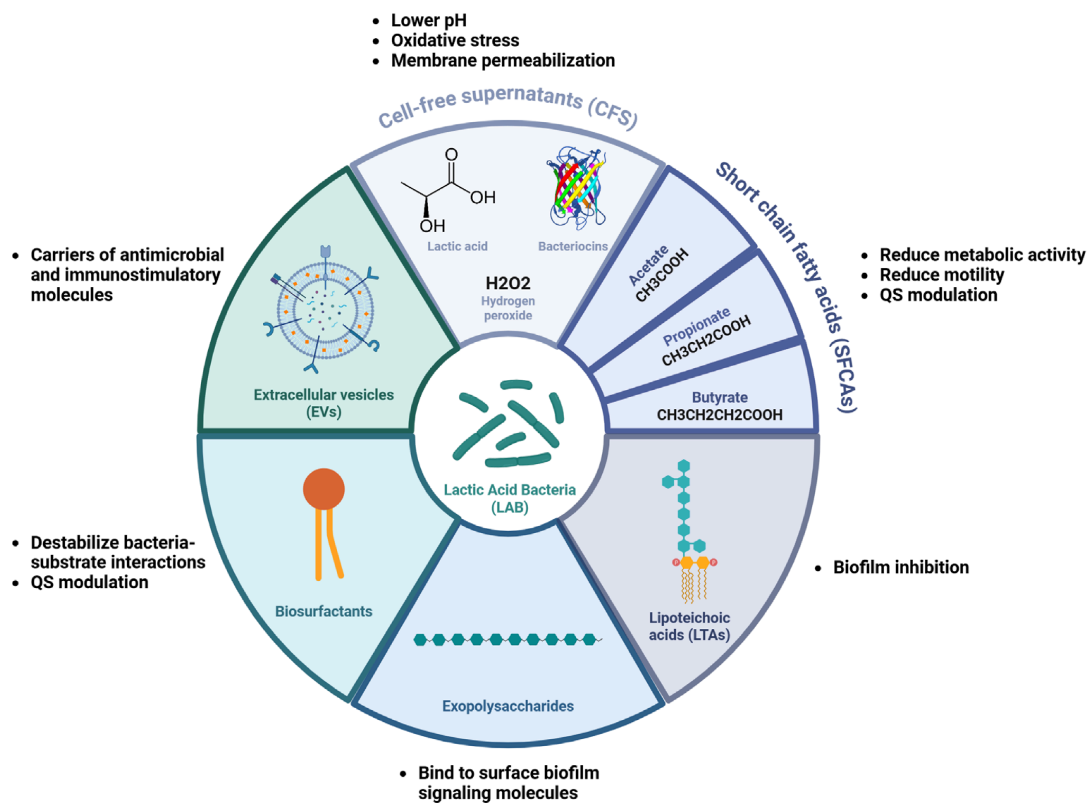 • Lower pH
• Oxidative stress
• Membrane permeabilization
Cell-free supernatants (CFS)
OH
O
OH
Lactic acid
Bacteriocins
H2O2
Hydrogen
peroxide
Short chain fatty acids (SFCAs)
Acetate
CH3COOH
Propionate
CH3CH2COOH
Butyrate
CH3CH2CH2COOH
• Reduce metabolic activity
• Reduce motility
• QS modulation
• Carriers of antimicrobial
and immunostimulatory
molecules
Extracellular vesicles
(EVs)
Lactic Acid Bacteria
(LAB)
• Destabilize bacteria-
substrate interactions
• QS modulation
Biosurfactants
P
P
Lipoteichoic
acids (LTAs)
• Biofilm inhibition
Exopolysaccharides
• Bind to surface biofilm
signaling molecules